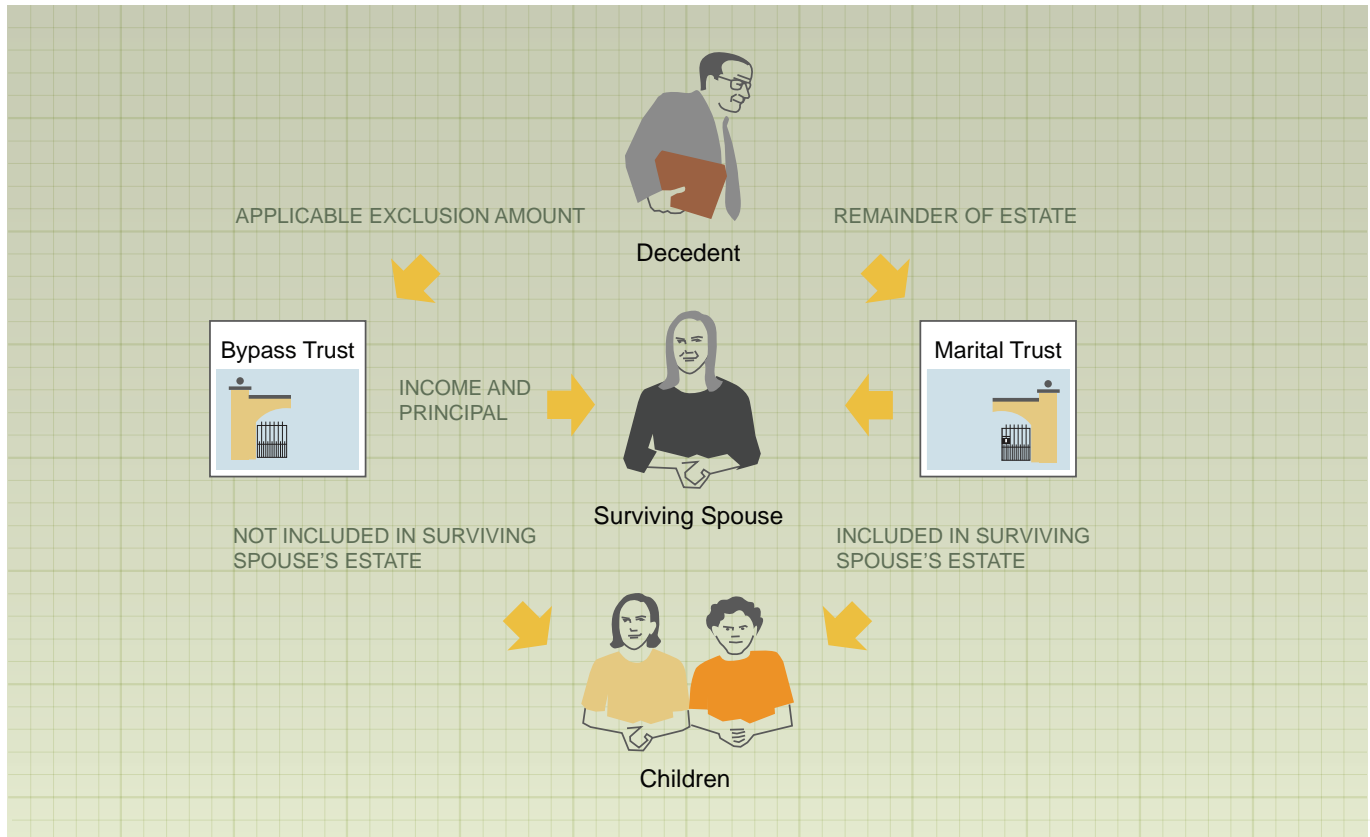 APPLICABLE EXCLUSION AMOUNT
REMAINDER OF ESTATE
Decedent
Bypass Trust
Marital Trust
INCOME AND
PRINCIPAL
Surviving Spouse
NOT INCLUDED IN SURVIVING
SPOUSE’S ESTATE
INCLUDED IN SURVIVING
SPOUSE’S ESTATE
Children